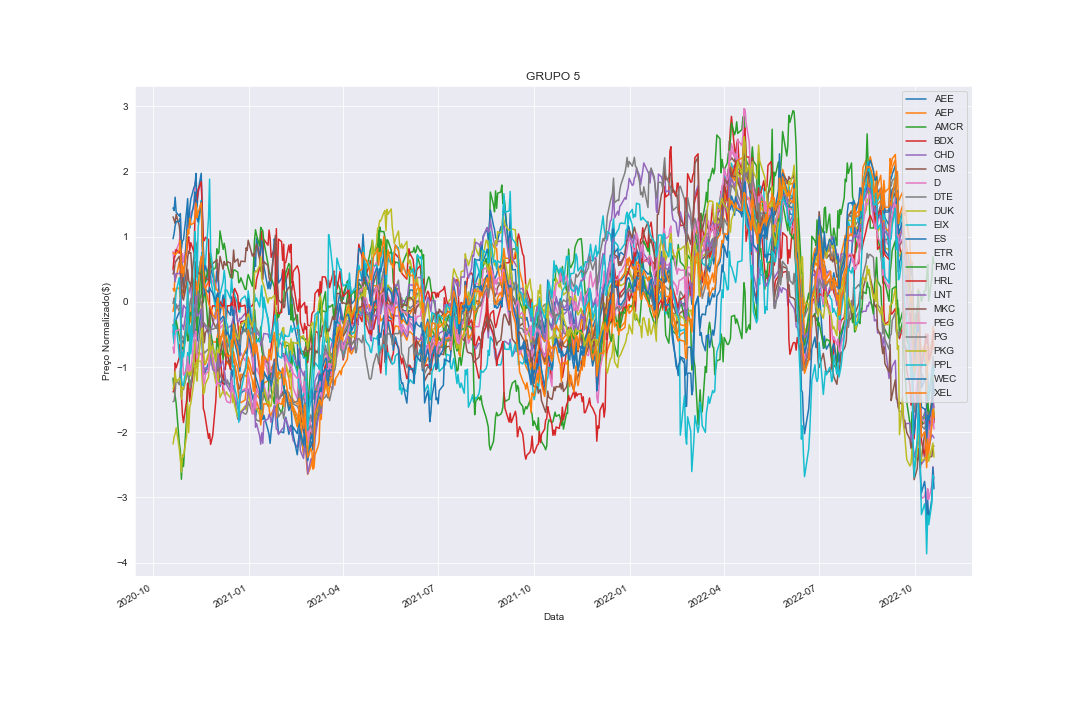 GRUPO 5
Preço Normalizado($)
3
2
1
0
−1
−2
−3
−4
AEE
AEP
AMCR
BDX
CHD
CMS
D
DTE
DUK
EIX
ES
ETR
FMC
HRL
LNT
MKC
PEG
PG
PKG
PPL
WEC
XEL
2020-10
2021-01
2021-04
2021-07
2021-10
2022-01
2022-04
2022-07
2022-10
Data